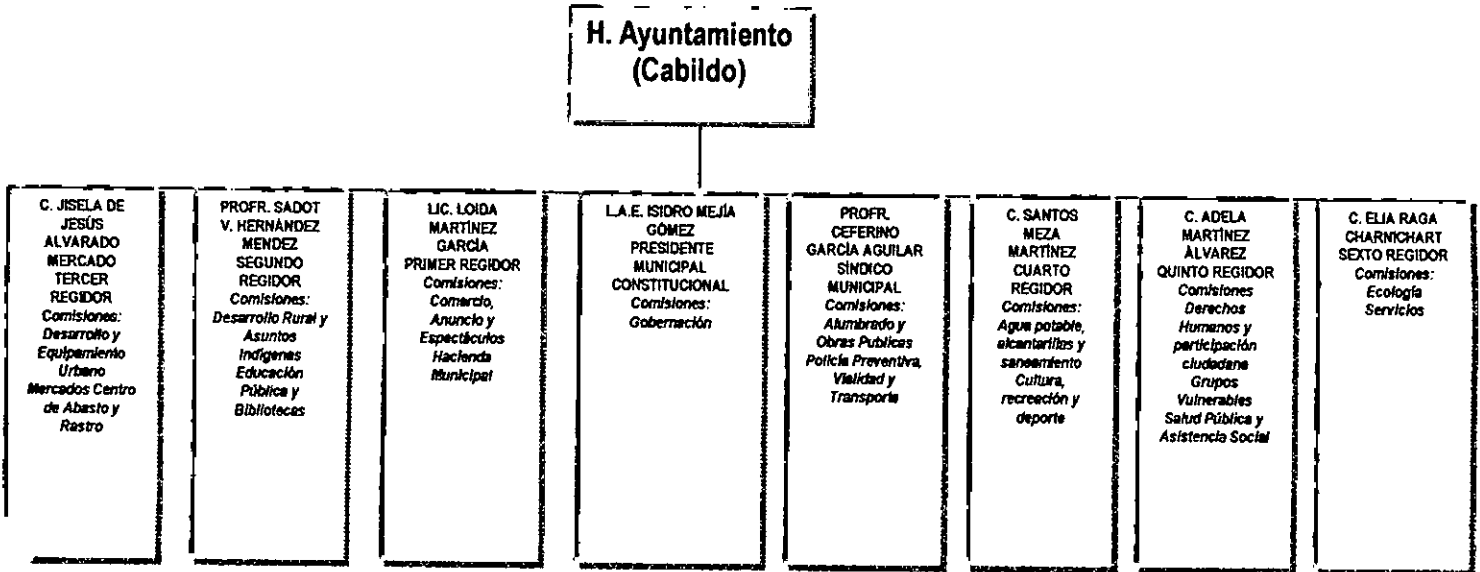 H. Ayuntamiento
(Cabildo)
C. JISELA DE
JESÚS
ALVARADO
MERCADO
TERCER
REGIDOR
Comisiones:
Desarrollo y
Equipamiento
Urbano
Mercados Centro
de Abasto y
Rastro
PROFR. SADOT
V. HERNÁNDEZ
MENDEZ
SEGUNDO
REGIDOR
Comisiones:
Desarrollo Rural y
Asuntos
Indígenas
Educación
Pública y
Bibliotecas
LIC. LOIDA
MARTÍNEZ
GARCÍA
PRIMER REGIDOR
Comisiones:
Comercio,
Anuncio y
Espectáculos
Hacienda
Municipal
L.A.E. ISIDRO MEJÍA
GÓMEZ
PRESIDENTE
MUNICIPAL
CONSTITUCIONAL
Comisiones:
Gobernación
PROFR.
CEFERINO
GARCÍA AGUILAR
SÍNDICO
MUNICIPAL
Comisiones:
Alumbrado y
Obras Publicas
Policía Preventiva,
Vialidad y
Transporte
C. SANTOS
MEZA
MARTÍNEZ
CUARTO
REGIDOR
Comisiones:
Agua potable,
alcantarillas y
saneamiento
Cultura,
recreación y
deporte
C. ADELA
MARTÍNEZ
ÁLVAREZ
QUINTO REGIDOR
Comisiones
Derechos
Humanos y
participación
ciudadana
Grupos
Vulnerables
Salud Pública y
Asistencia Social
C. ELIA RAGA
CHARNICHART
SEXTO REGIDOR
Comisiones:
Ecología
Servicios